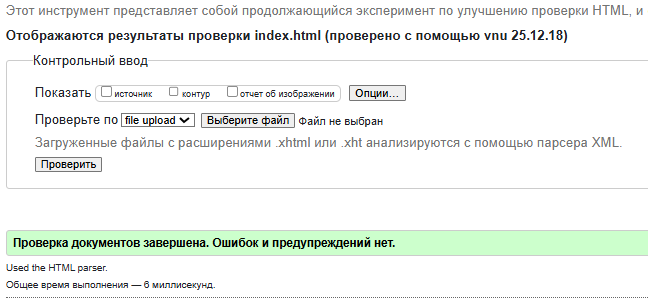 Этот инструмент представляет собой продолжающийся эксперимент по улучшению проверки HTML, и
Отображаются результаты проверки index.html (проверено с помощью vnu 25.12.18)
Контрольный ввод
Показать источник контур отчет об изображении Опции...
Проверьте по file upload Выберите файл Файл не выбран
Загруженные файлы с расширениями .xhtml или .xht анализируются с помощью парсера XML.
Проверить
Проверка документов завершена. Ошибок и предупреждений нет.
Used the HTML parser.
Общее время выполнения — 6 миллисекунд.